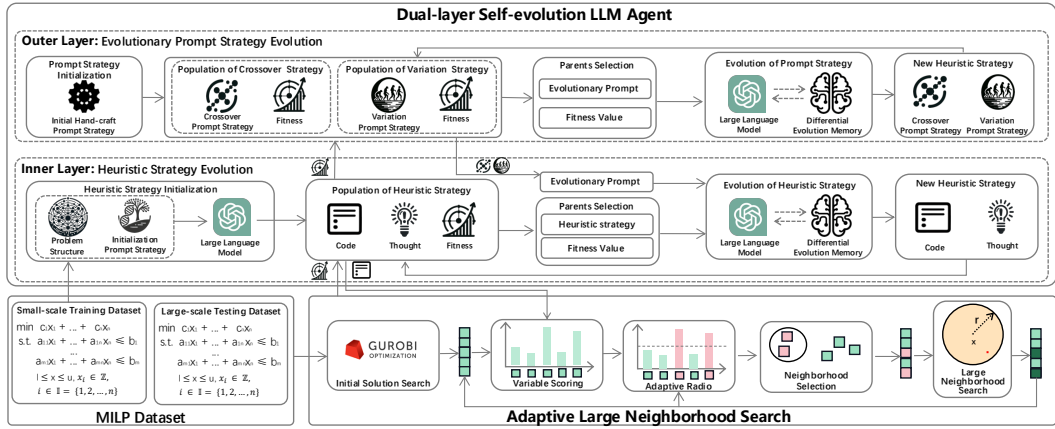 Dual-layer Self-evolution LLM Agent
Outer Layer: Evolutionary Prompt Strategy Evolution
Prompt Strategy
Initialization
Initial Hand-craft
Prompt Strategy
Population of Crossover Strategy
Crossover
Prompt Strategy
Fitness
Population of Variation Strategy
Variation
Prompt Strategy
Fitness
Parents Selection
Evolutionary Prompt
Fitness Value
Evolution of Prompt Strategy
Large Language
Model
Differential
Evolution Memory
New Heuristic Strategy
Crossover
Prompt Strategy
Variation
Prompt Strategy
Inner Layer: Heuristic Strategy Evolution
Heuristic Strategy Initialization
Problem
Structure
Initialization
Prompt Strategy
Large Language
Model
Population of Heuristic Strategy
Code
Thought
Fitness
Evolutionary Prompt
Parents Selection
Heuristic strategy
Fitness Value
Evolution of Heuristic Strategy
Large Language
Model
Differential
Evolution Memory
New Heuristic Strategy
Code
Thought
Small-scale Training Dataset
min c₁x₁ + ... + cₙxₙ
s.t. a₁₁x₁ + ... + a₁ₙxₙ ≤ b₁
...
aₘ₁x₁ + ... + aₘₙxₙ ≤ bₘ
l ≤ x ≤ u, xᵢ ∈ ℤ,
i ∈ 𝕀 = {1,2, ...,n}
Large-scale Testing Dataset
min c₁x₁ + ... + cₙxₙ
s.t. a₁₁x₁ + ... + a₁ₙxₙ ≤ b₁
...
aₘ₁x₁ + ... + aₘₙxₙ ≤ bₘ
l ≤ x ≤ u, xᵢ ∈ ℤ,
i ∈ 𝕀 = {1,2, ...,n}
MILP Dataset
GUROBI
OPTIMIZATION
Initial Solution Search
Variable Scoring
Adaptive Radio
Neighborhood
Selection
r
x
Large
Neighborhood
Search
Adaptive Large Neighborhood Search